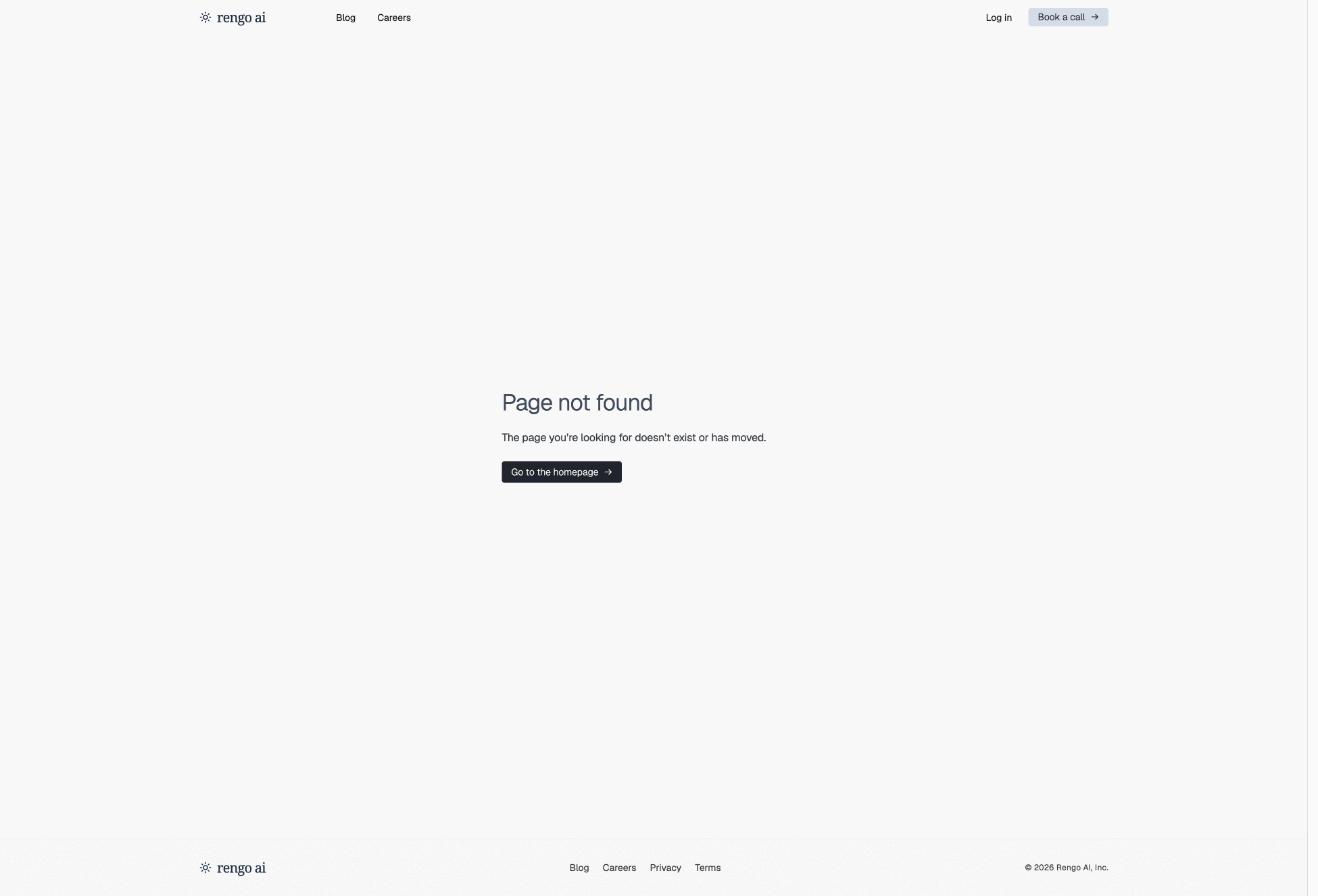 rengo ai Blog Careers Log in Book a call →
Page not found
The page you're looking for doesn't exist or has moved.
Go to the homepage →
rengo ai Blog Careers Privacy Terms © 2026 Rengo AI, Inc.